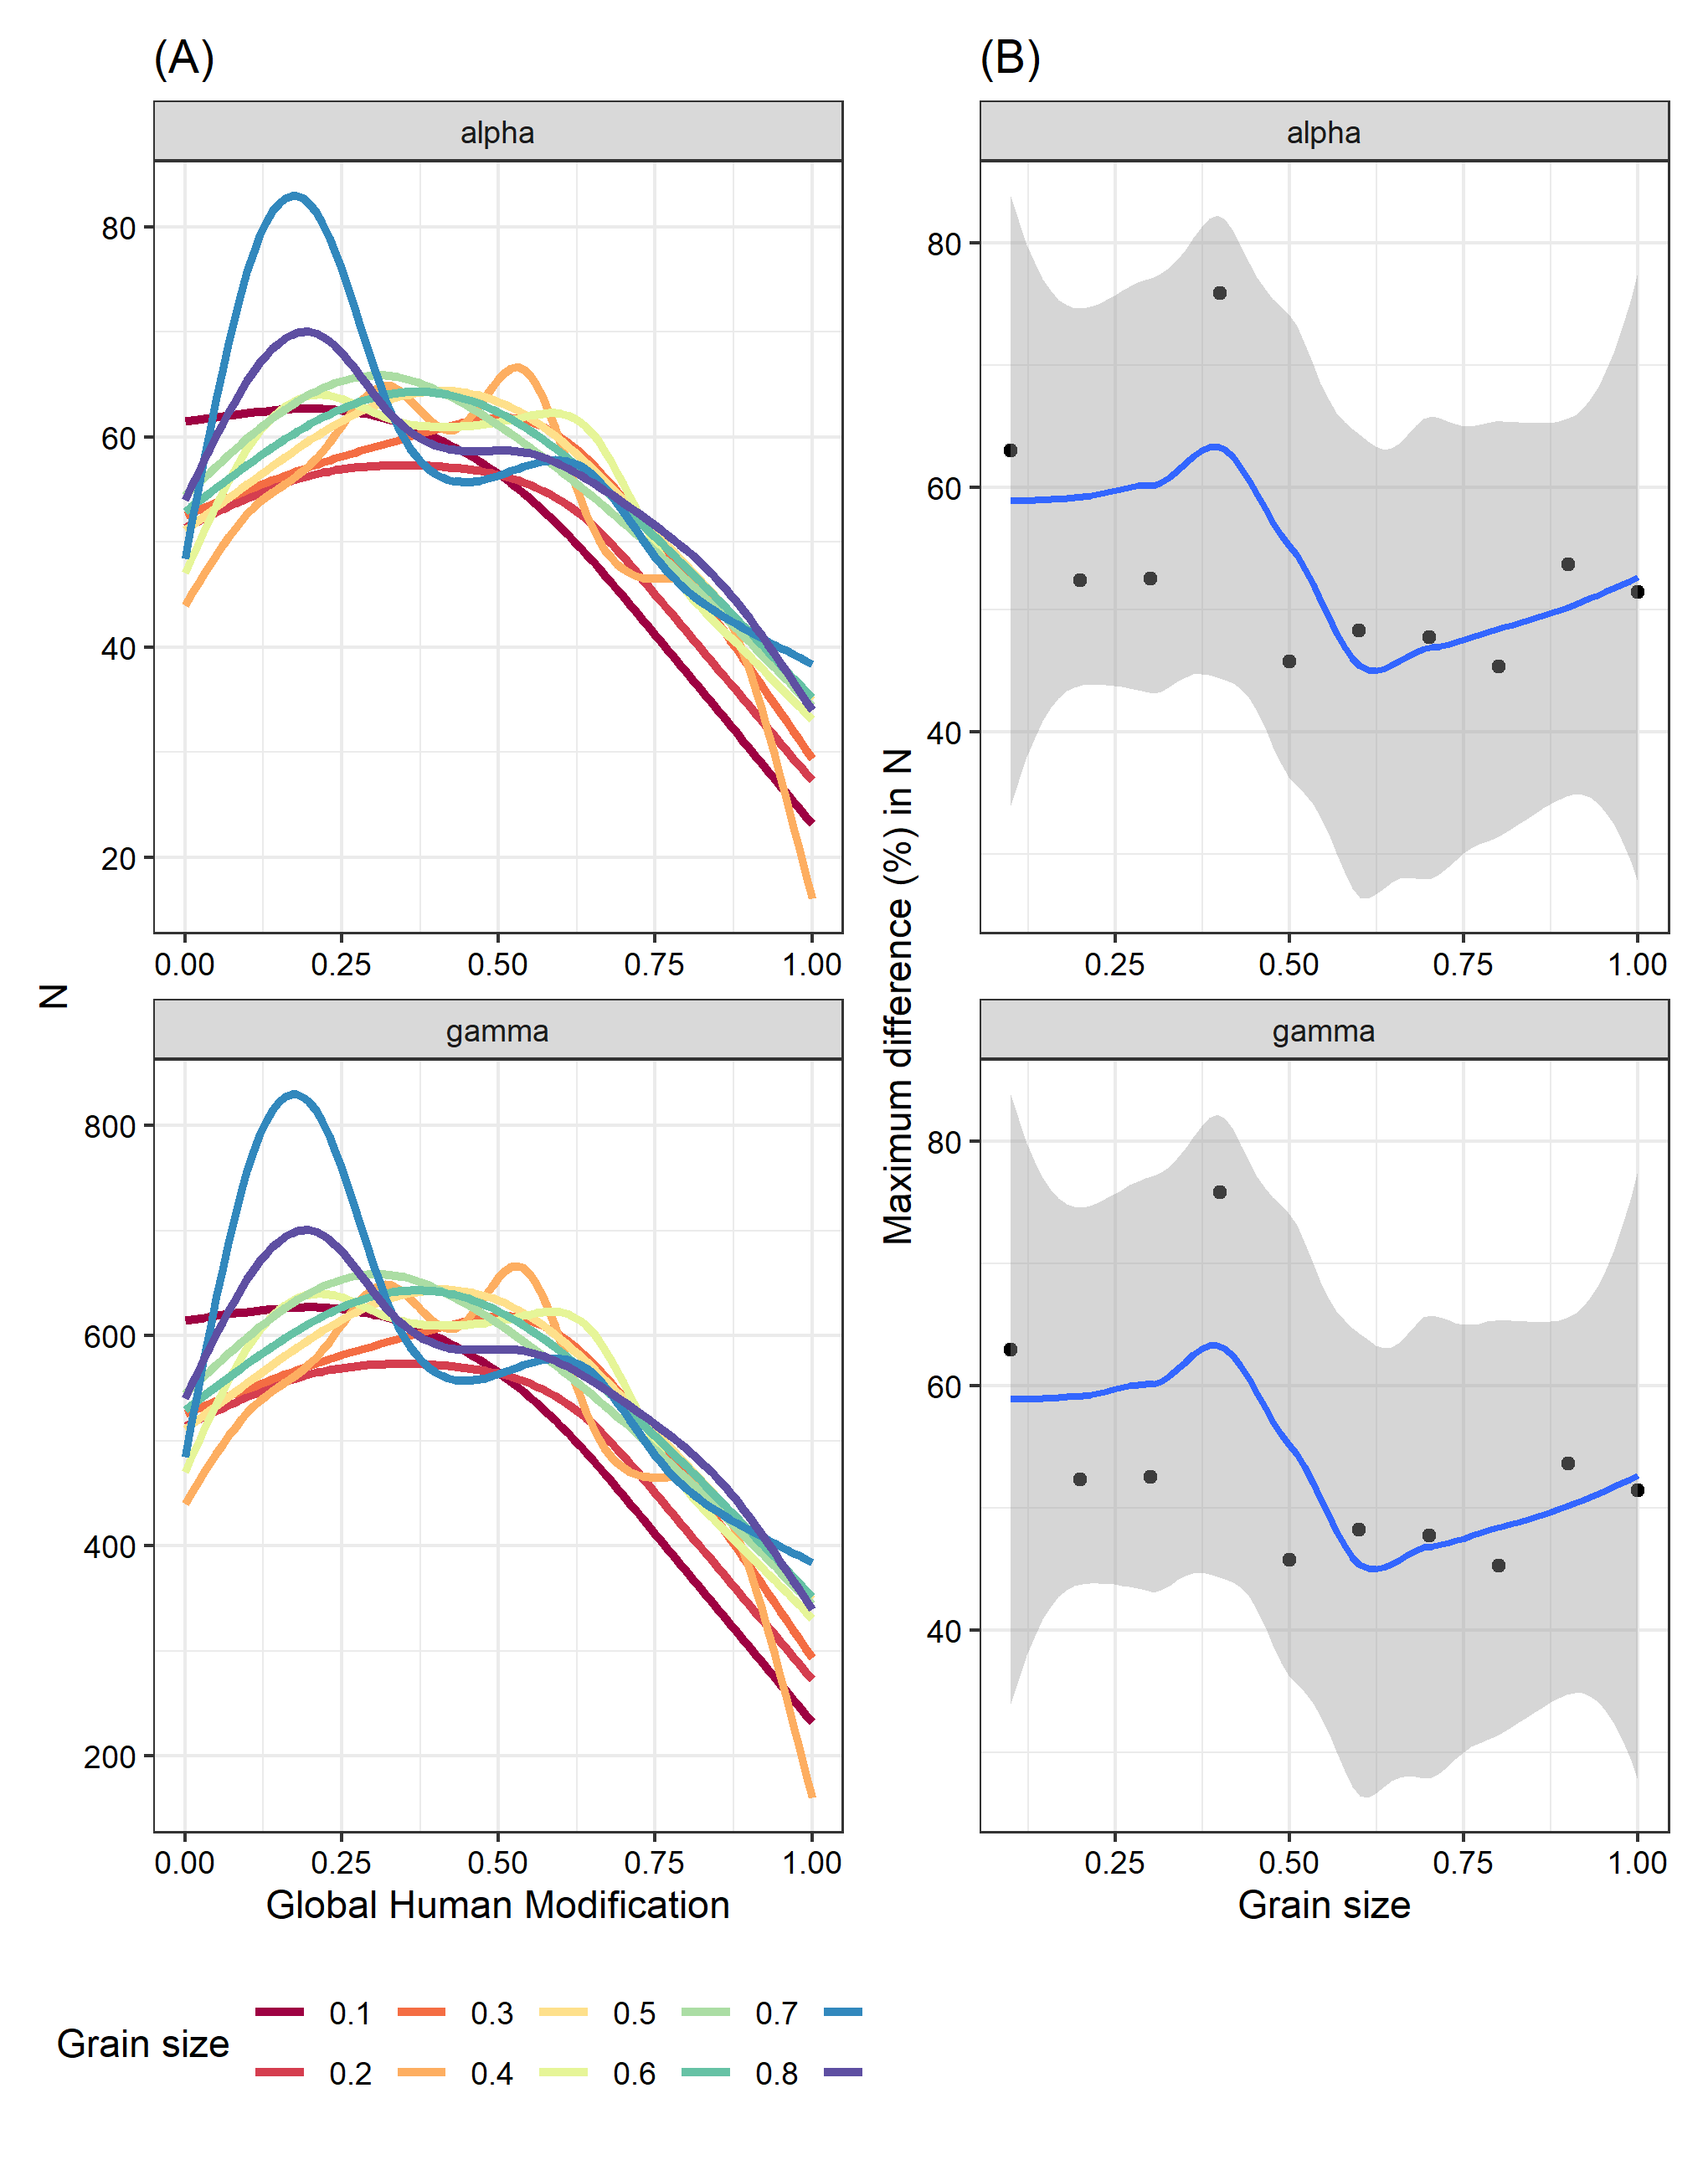 (A)
(B)
alpha
alpha
80
60
40
20
80
60
40
0.00 0.25 0.50 0.75 1.00
0.25 0.50 0.75 1.00
N
Maximum difference (%) in N
gamma
gamma
800
600
400
200
80
60
40
0.00 0.25 0.50 0.75 1.00
0.25 0.50 0.75 1.00
Global Human Modification
Grain size
Grain size
0.1 0.3 0.5 0.7
0.2 0.4 0.6 0.8